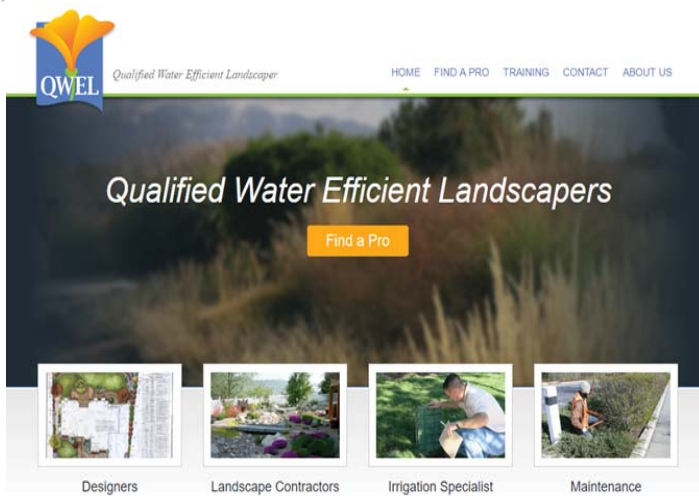 QWEL
Qualified Water Efficient Landscaper
HOME FIND A PRO TRAINING CONTACT ABOUT US
Qualified Water Efficient Landscapers
Find a Pro
Designers Landscape Contractors Irrigation Specialist Maintenance